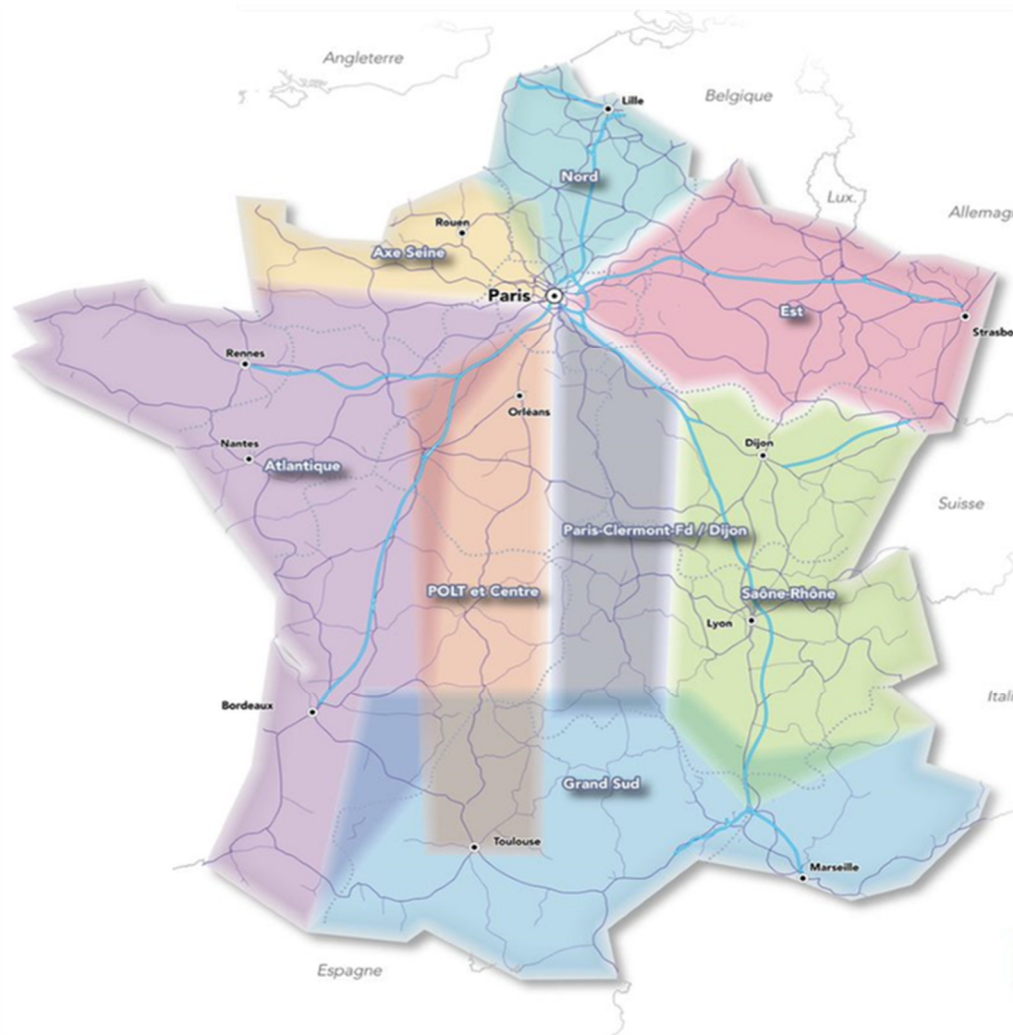 Angleterre
Belgique
Lille
Nord
Lux.
Allemag
Rouen
Axe Seine
Paris
Est
Strasbo
Rennes
Orléans
Nantes
Atlantique
Dijon
Suisse
Paris-Clermont-Fd / Dijon
POLT et Centre
Saône-Rhône
Lyon
Itali
Bordeaux
Grand Sud
Toulouse
Marseille
Espagne